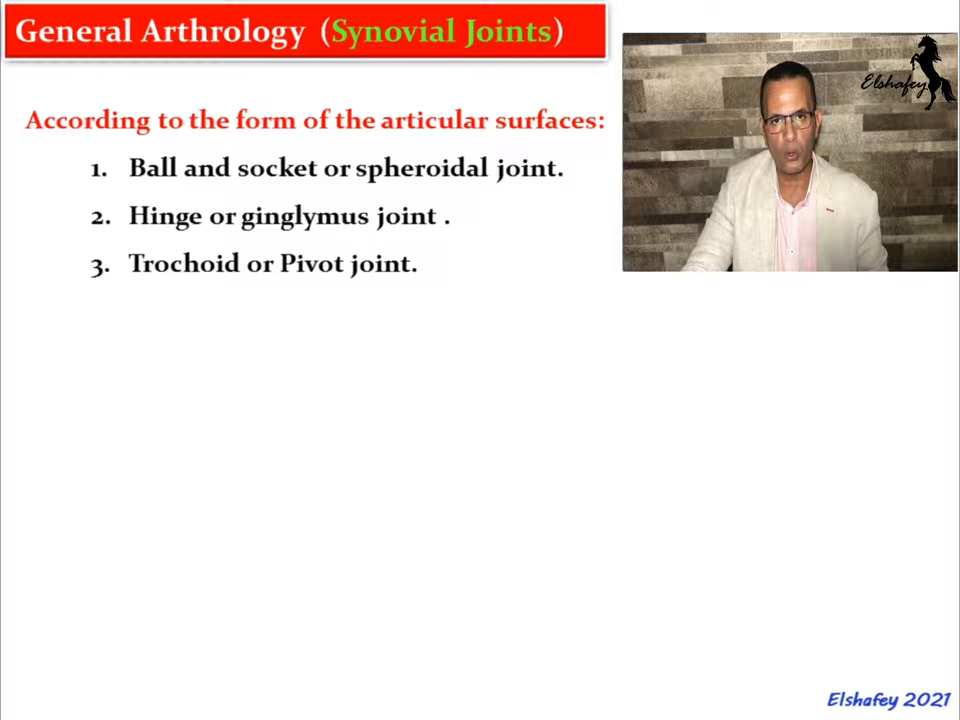 General Arthrology (Synovial Joints)
Elshafey
According to the form of the articular surfaces:
1. Ball and socket or spheroidal joint.
2. Hinge or ginglymus joint .
3. Trochoid or Pivot joint.
Elshafey 2021